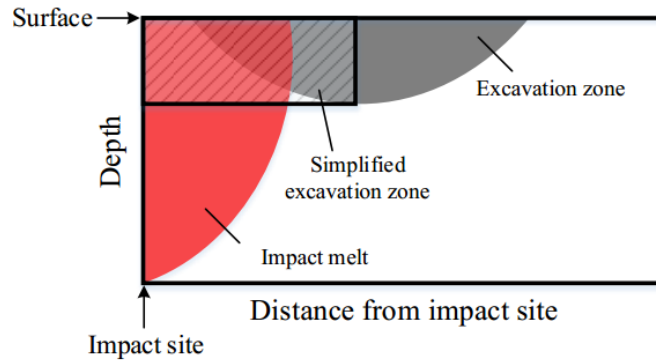 Surface
Excavation zone
Simplified
excavation zone
Depth
Impact melt
Distance from impact site
Impact site